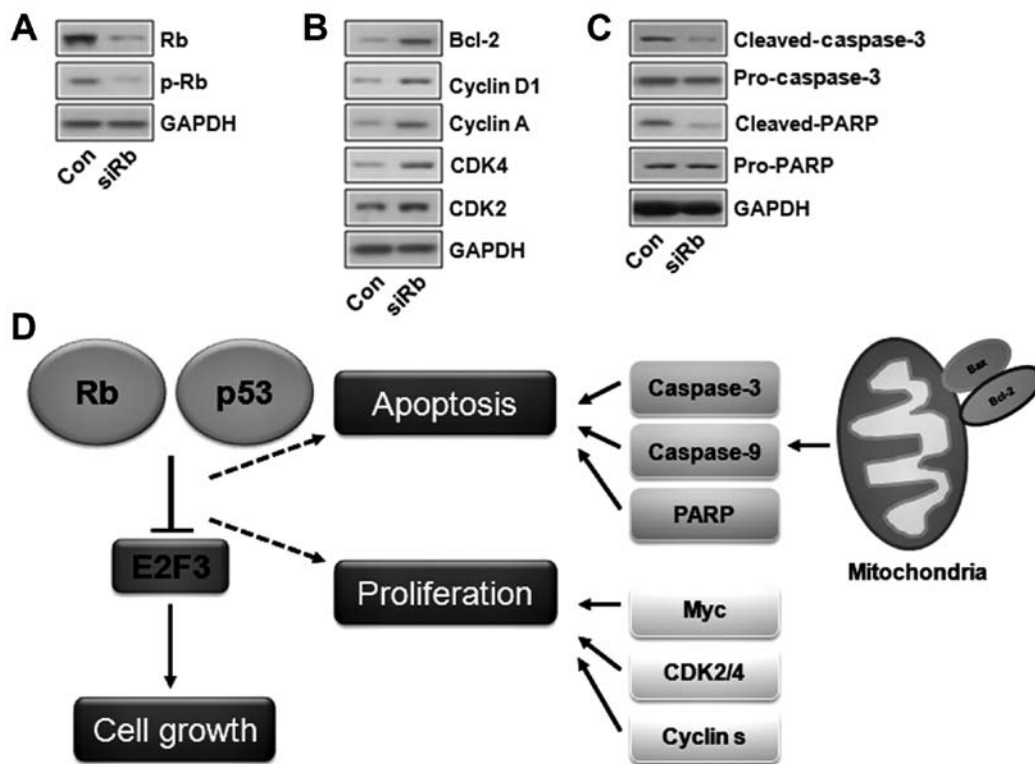 A
Rb
p-Rb
GAPDH
Con
siRb
B
Bcl-2
Cyclin D1
Cyclin A
CDK4
CDK2
GAPDH
Con
siRb
C
Cleaved-caspase-3
Pro-caspase-3
Cleaved-PARP
Pro-PARP
GAPDH
Con
siRb
D
Rb
p53
E2F3
Cell growth
Apoptosis
Proliferation
Caspase-3
Caspase-9
PARP
Myc
CDK2/4
Cyclin s
Bax
Bcl-2
Mitochondria